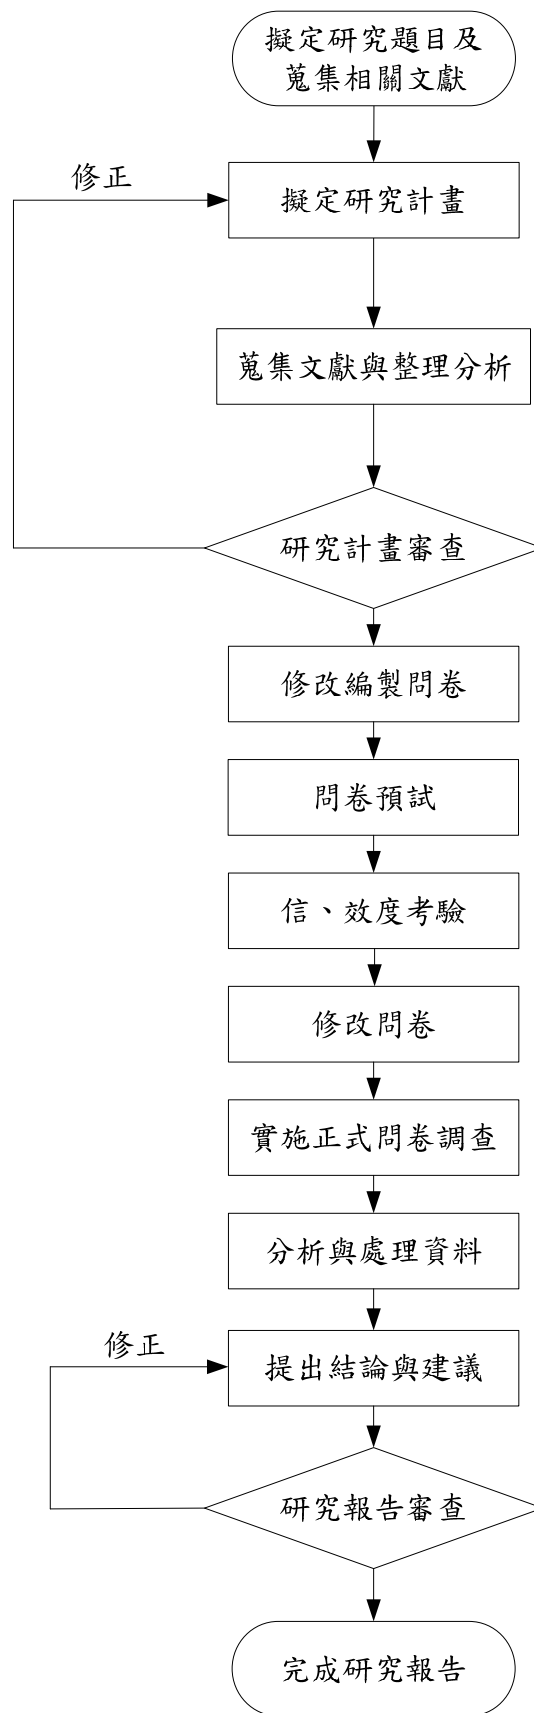 擬定研究題目及
蒐集相關文獻
修正
擬定研究計畫
蒐集文獻與整理分析
研究計畫審查
修改編製問卷
問卷預試
信、效度考驗
修改問卷
實施正式問卷調查
分析與處理資料
修正
提出結論與建議
研究報告審查
完成研究報告